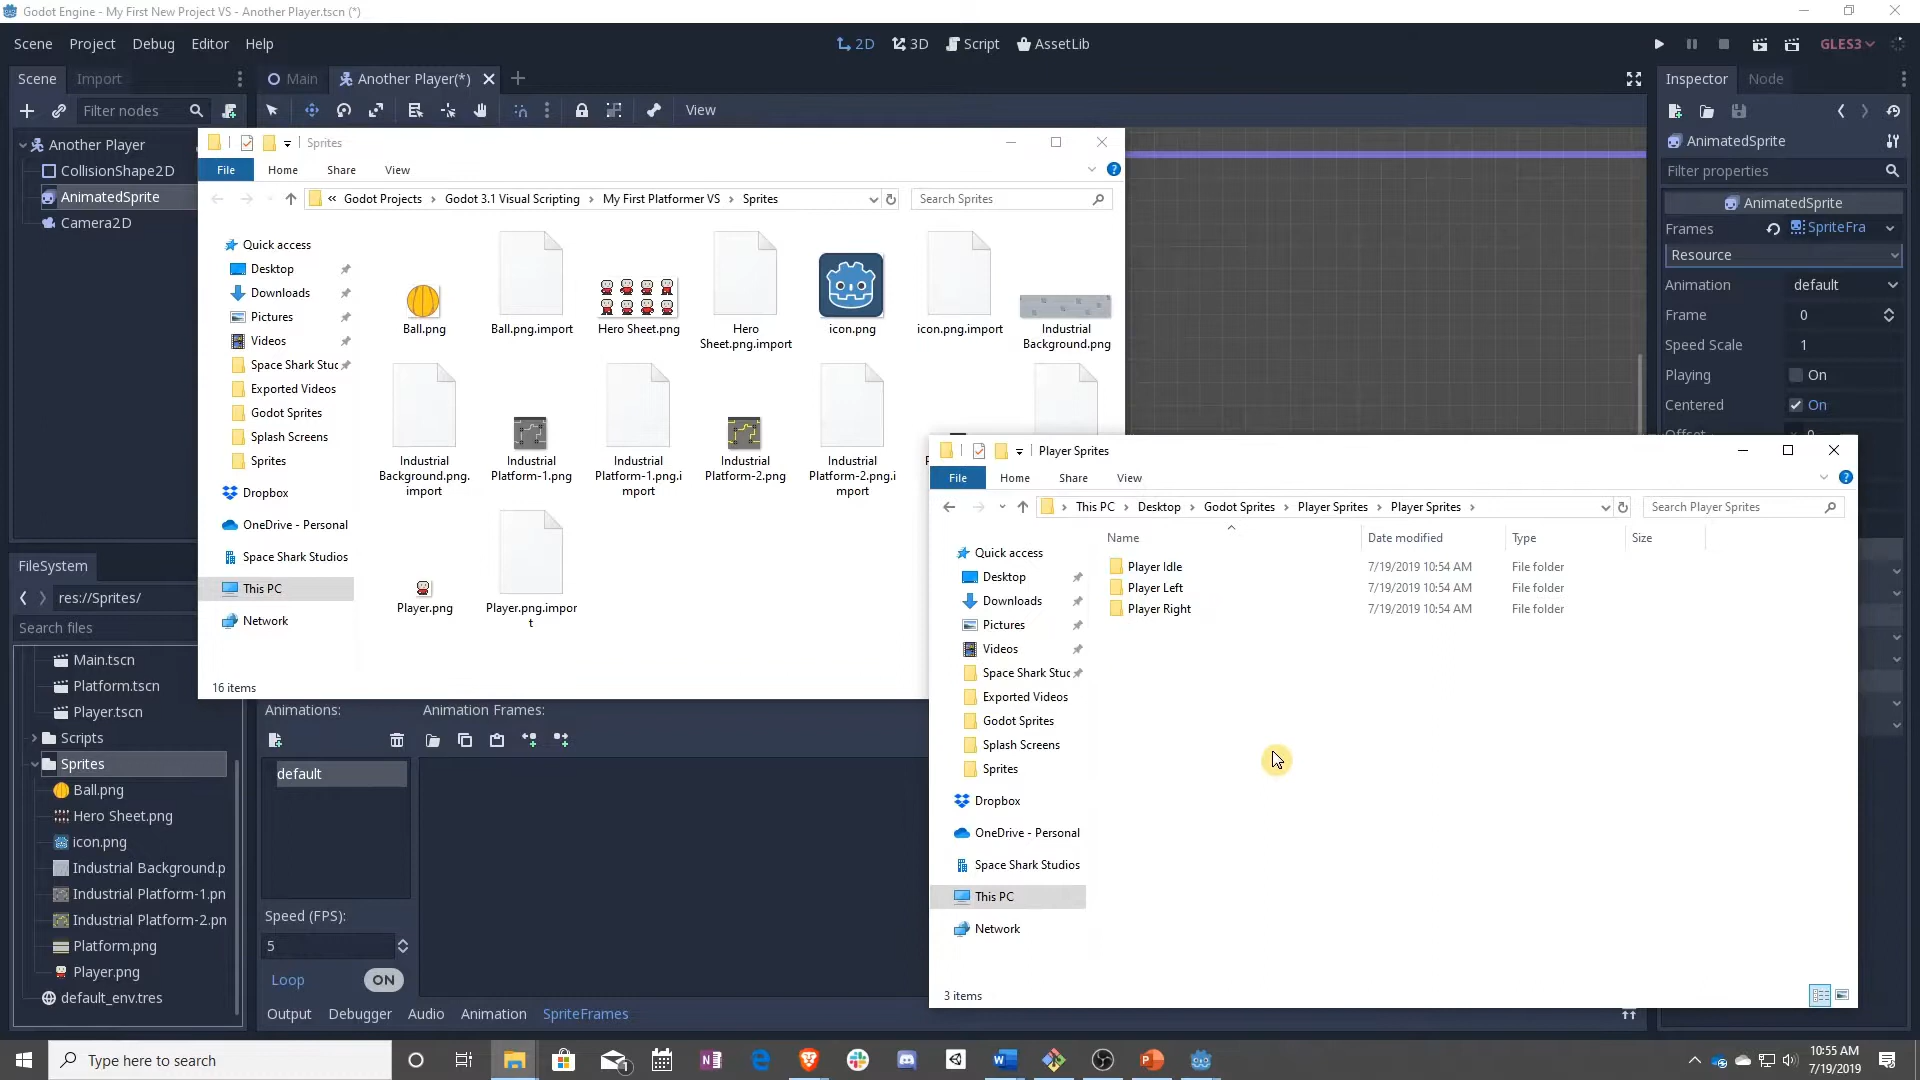 Godot Engine - My First New Project VS - Another Player.tscn (*)
Scene Project Debug Editor Help
2D 3D Script AssetLib
GLES3
Scene Import
Main Another Player(*)
Inspector Node
Filter nodes
View
AnimatedSprite
Filter properties
AnimatedSprite
Frames SpriteFra
Resource
Animation default
Frame 0
Speed Scale 1
Playing On
Centered On
Another Player
CollisionShape2D
AnimatedSprite
Camera2D
Sprites
File Home Share View
« Godot Projects > Godot 3.1 Visual Scripting > My First Platformer VS > Sprites >
Search Sprites
Quick access
Desktop
Downloads
Pictures
Videos
Space Shark Stuc
Exported Videos
Godot Sprites
Splash Screens
Sprites
Dropbox
OneDrive - Personal
Space Shark Studios
This PC
Network
Ball.png
Ball.png.import
Hero Sheet.png
Hero
Sheet.png.import
icon.png
icon.png.import
Industrial
Background.png
Industrial
Background.png.
import
Industrial
Platform-1.png
Industrial
Platform-1.png.i
mport
Industrial
Platform-2.png
Industrial
Platform-2.png.i
mport
Player.png
Player.png.impor
t
16 items
Player Sprites
File Home Share View
> This PC > Desktop > Godot Sprites > Player Sprites > Player Sprites >
Search Player Sprites
Name Date modified Type Size
Player Idle 7/19/2019 10:54 AM File folder
Player Left 7/19/2019 10:54 AM File folder
Player Right 7/19/2019 10:54 AM File folder
Quick access
Desktop
Downloads
Pictures
Videos
Space Shark Stuc
Exported Videos
Godot Sprites
Splash Screens
Sprites
Dropbox
OneDrive - Personal
Space Shark Studios
This PC
Network
3 items
FileSystem
res://Sprites/
Search files
Main.tscn
Platform.tscn
Player.tscn
Scripts
Sprites
Ball.png
Hero Sheet.png
icon.png
Industrial Background.p
Industrial Platform-1.pn
Industrial Platform-2.pn
Platform.png
Player.png
default_env.tres
Animations: Animation Frames:
default
Speed (FPS):
5
Loop ON
Output Debugger Audio Animation SpriteFrames
Type here to search
10:55 AM
7/19/2019